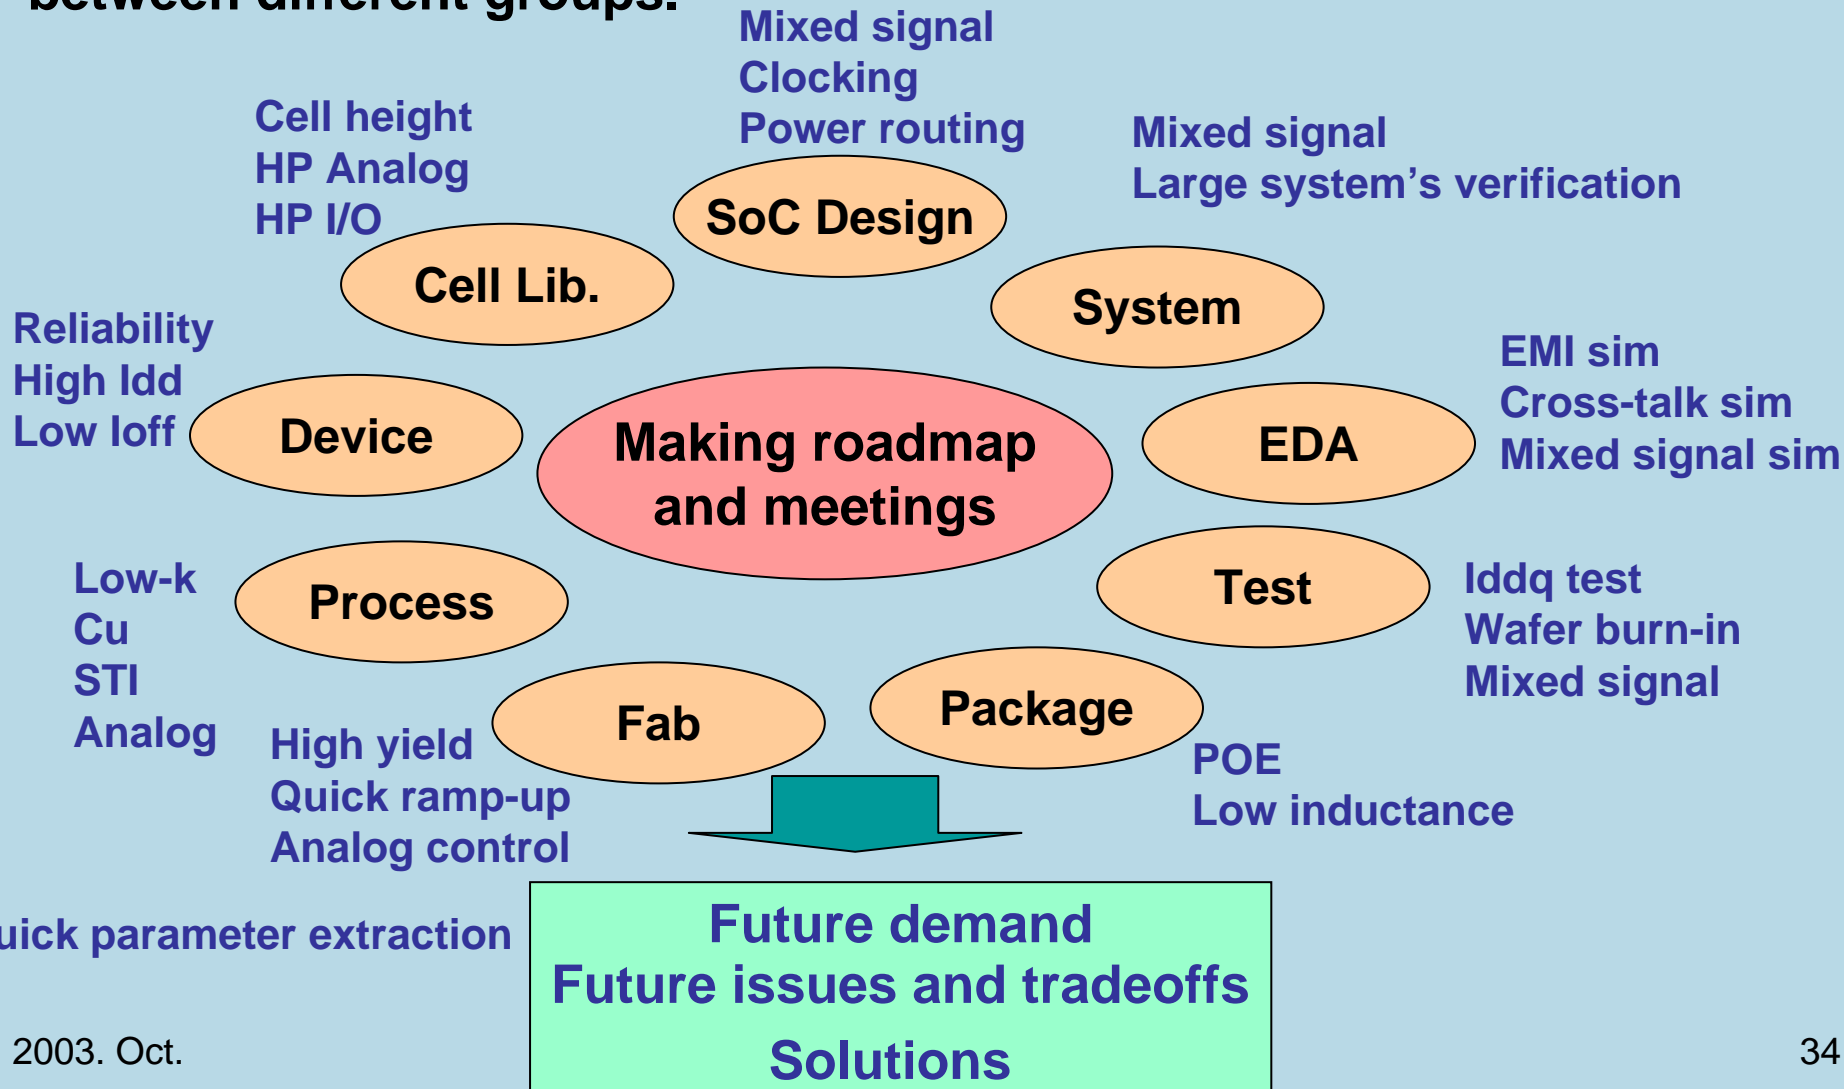 between different groups.
Mixed signal
Clocking
Power routing
Cell height
HP Analog
HP I/O
Mixed signal
Large system’s verification
SoC Design
Cell Lib.
System
Reliability
High Idd
Low Ioff
EMI sim
Cross-talk sim
Mixed signal sim
Device
Making roadmap
and meetings
EDA
Low-k
Cu
STI
Analog
Process
Test
Iddq test
Wafer burn-in
Mixed signal
Fab
Package
High yield
Quick ramp-up
Analog control
POE
Low inductance
uick parameter extraction
Future demand
Future issues and tradeoffs
Solutions
2003. Oct.
34